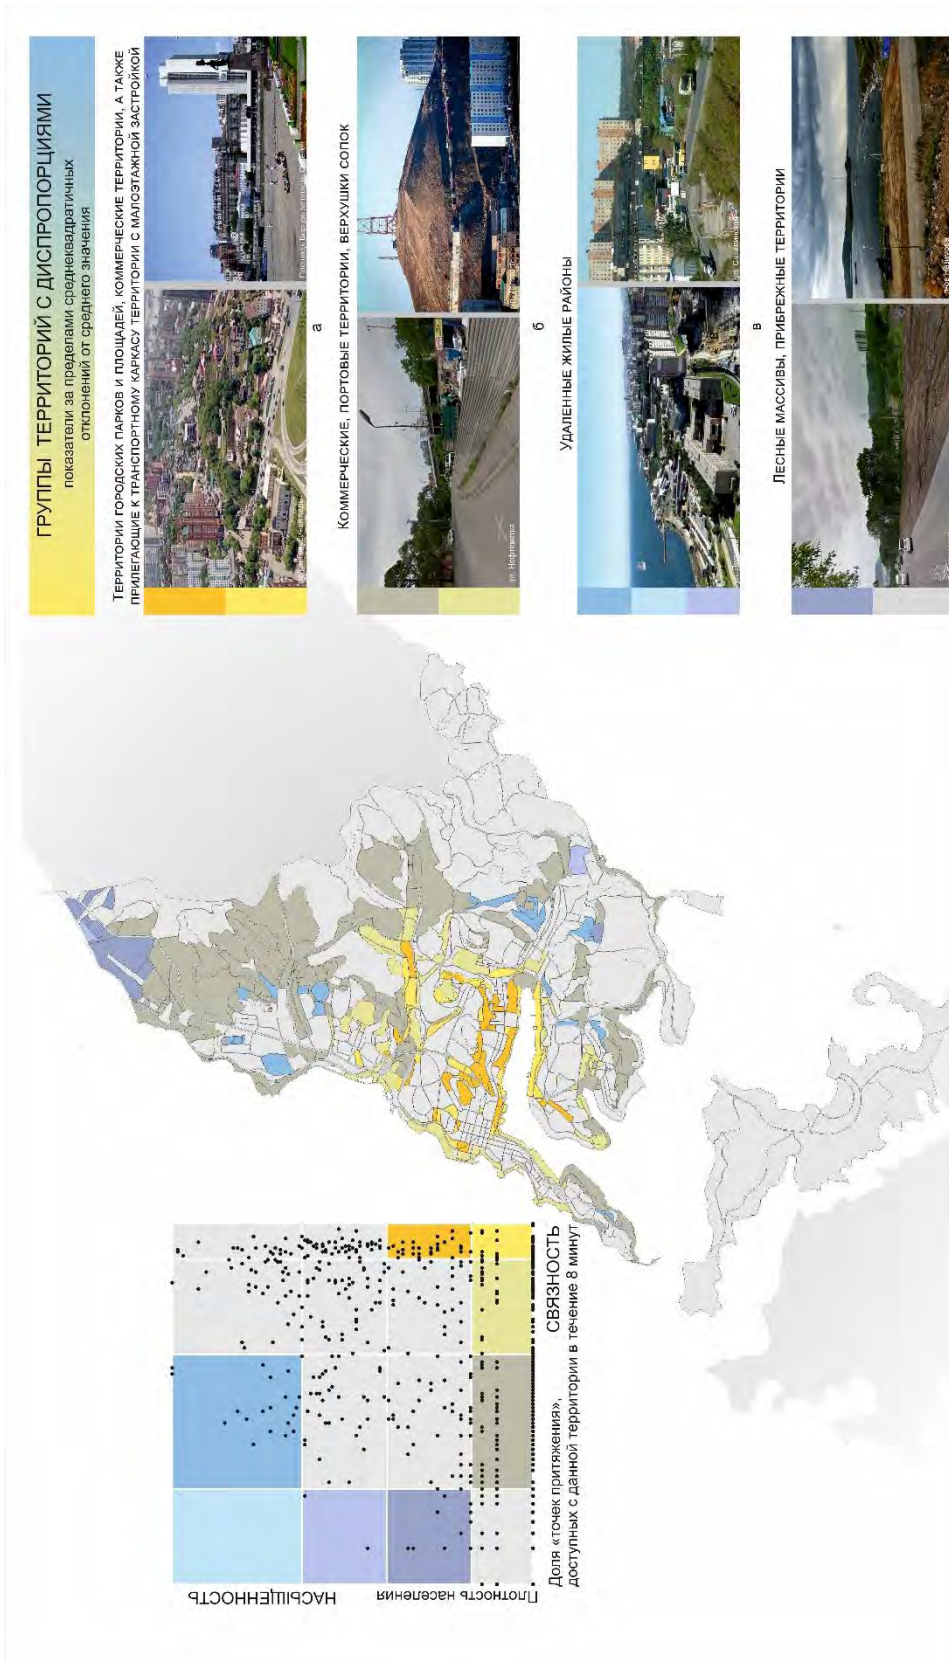 ГРУППЫ ТЕРРИТОРИЙ С ДИСПРОПОРЦИЯМИ
показатели за пределами среднеквадратичных
отклонений от среднего значения
ТЕРРИТОРИИ ГОРОДСКИХ ПАРКОВ И ПЛОЩАДЕЙ, КОММЕРЧЕСКИЕ ТЕРРИТОРИИ, А ТАКЖЕ
ПРИЛЕГАЮЩИЕ К ТРАНСПОРТНОМУ КАРКАСУ ТЕРРИТОРИИ С МАЛОЭТАЖНОЙ ЗАСТРОЙКОЙ
а
КОММЕРЧЕСКИЕ, ПОРТОВЫЕ ТЕРРИТОРИИ, ВЕРХУШКИ СОПОК
ул. Нефтеветка
б
УДАЛЕННЫЕ ЖИЛЫЕ РАЙОНЫ
в
ЛЕСНЫЕ МАССИВЫ, ПРИБРЕЖНЫЕ ТЕРРИТОРИИ
НАСЫЩЕННОСТЬ
Плотность населения
СВЯЗНОСТЬ
Доля «точек притяжения»,
доступных с данной территории в течение 8 минут